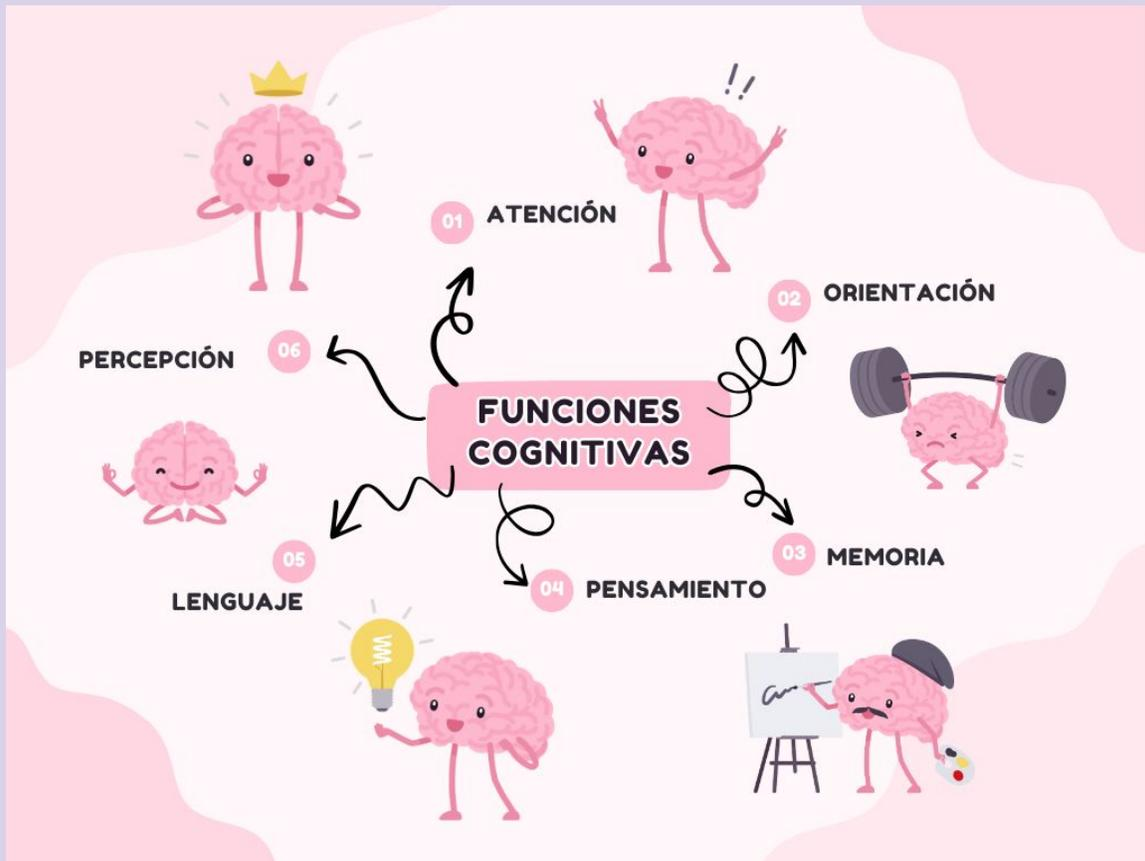 FUNCIONES
COGNITIVAS
01 ATENCIÓN
02 ORIENTACIÓN
03 MEMORIA
04 PENSAMIENTO
05
LENGUAJE
PERCEPCIÓN 06
!!